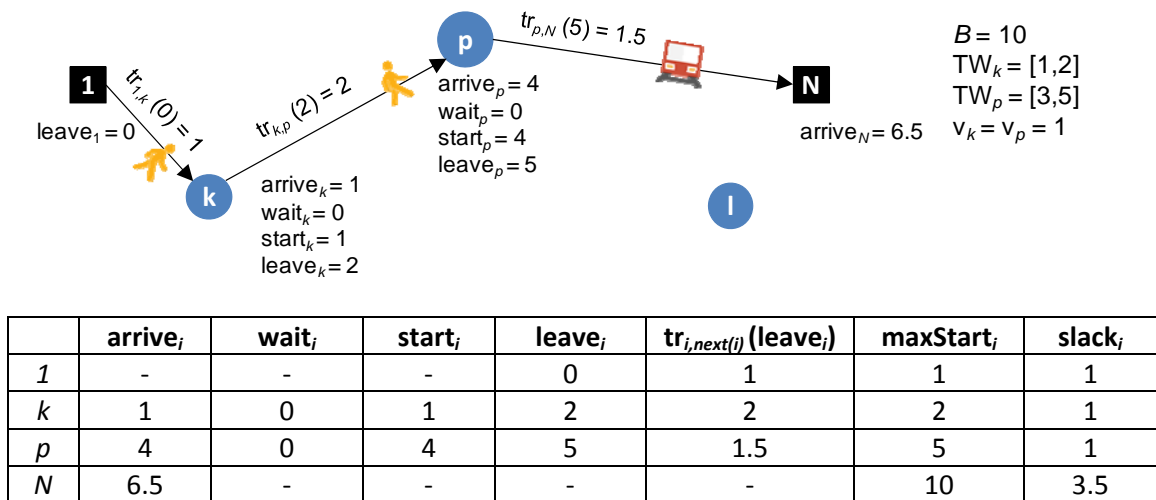 1
leave1 = 0
tr1,k (0) = 1
k
arrivek = 1
waitk = 0
startk = 1
leavek = 2
trk,p (2) = 2
p
arrivep = 4
waitp = 0
startp = 4
leavep = 5
trp,N (5) = 1.5
N
arriveN = 6.5
l
B = 10
TWk = [1,2]
TWp = [3,5]
vk = vp = 1
arrivei waiti starti leavei tri,next(i) (leavei) maxStarti slacki
1 - - - 0 1 1 1
k 1 0 1 2 2 2 1
p 4 0 4 5 1.5 5 1
N 6.5 - - - - 10 3.5